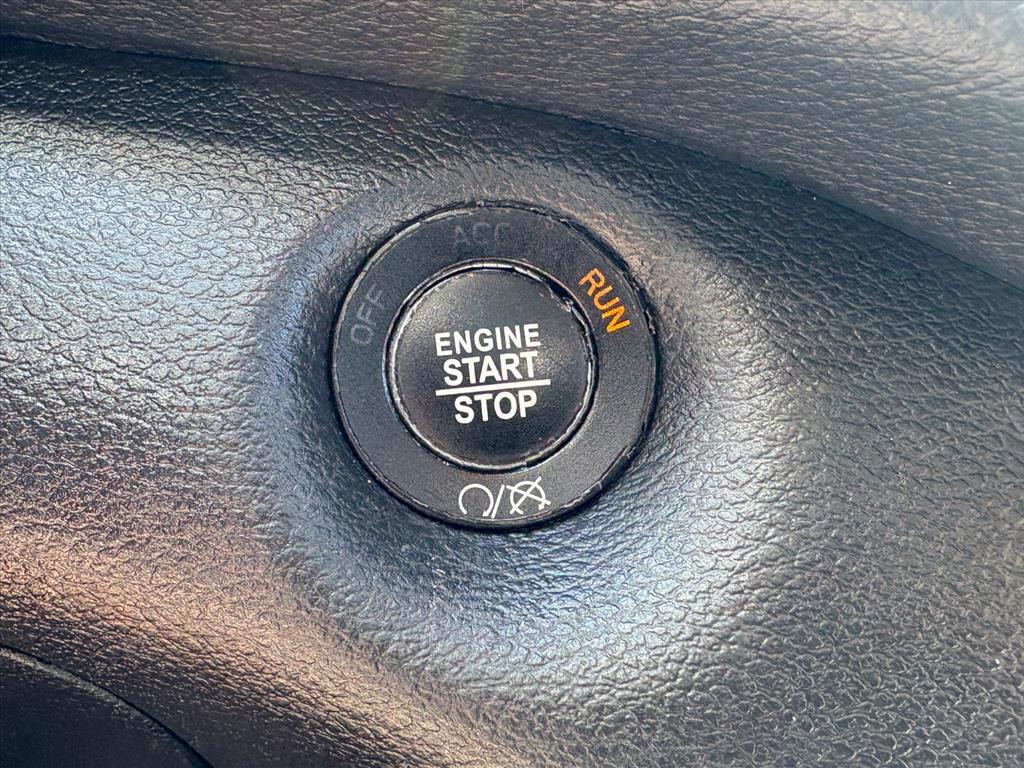 ACC
OFF
RUN
ENGINE
START
STOP